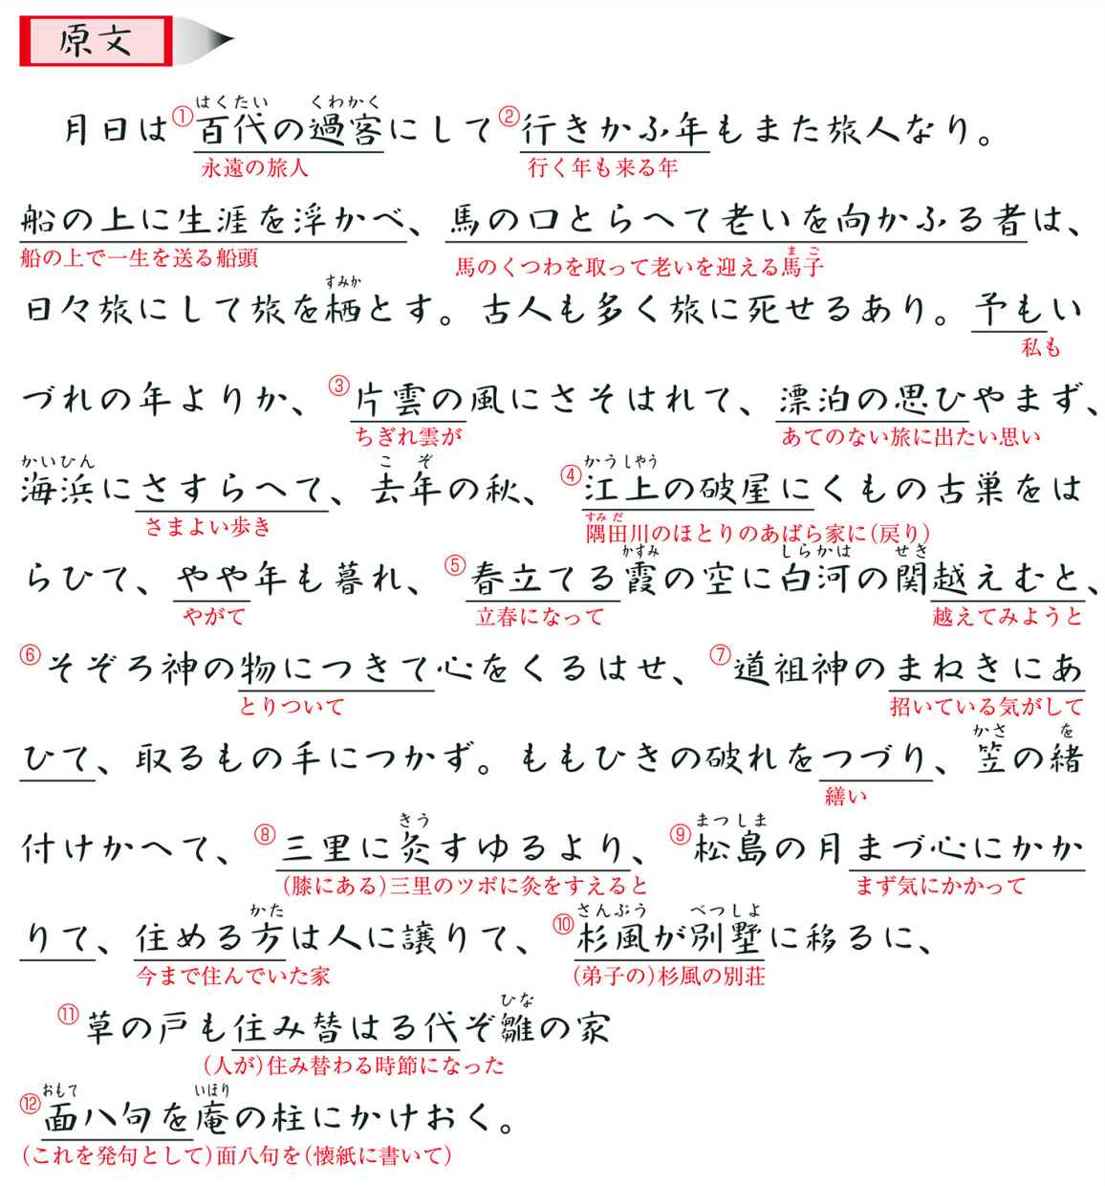 原文
はくたい くわかく
月日は①百代の過客にして②行きかふ年もまた旅人なり。
永遠の旅人 行く年も来る年
船の上に生涯を浮かべ、馬の口とらへて老いを向かふる者は、
船の上で一生を送る船頭 馬のくつわを取って老いを迎える馬子
まご
すみか
日々旅にして旅を栖とす。古人も多く旅に死せるあり。予もい
私も
づれの年よりか、③片雲の風にさそはれて、漂泊の思ひやまず、
ちぎれ雲が あてのない旅に出たい思い
かいひん こぞ かうしやう
海浜にさすらへて、去年の秋、④江上の破屋にくもの古巣をは
さまよい歩き 隅田川のほとりのあばら家に(戻り)
すみだ
かすみ しらかは せき
らひて、やや年も暮れ、⑤春立てる霞の空に白河の関越えむと、
やがて 立春になって 越えてみようと
⑥そぞろ神の物につきて心をくるはせ、⑦道祖神のまねきにあ
とりついて 招いている気がして
かさ を
ひて、取るもの手につかず。ももひきの破れをつづり、笠の緒
繕い
きう まつしま
付けかへて、⑧三里に灸すゆるより、⑨松島の月まづ心にかか
(膝にある)三里のツボに灸をすえると まず気にかかって
かた さんぷう べつしよ
りて、住める方は人に譲りて、⑩杉風が別墅に移るに、
今まで住んでいた家 (弟子の)杉風の別荘
ひな
⑪草の戸も住み替はる代ぞ雛の家
(人が)住み替わる時節になった
おもて いほり
⑫面八句を庵の柱にかけおく。
(これを発句として)面八句を(懐紙に書いて)